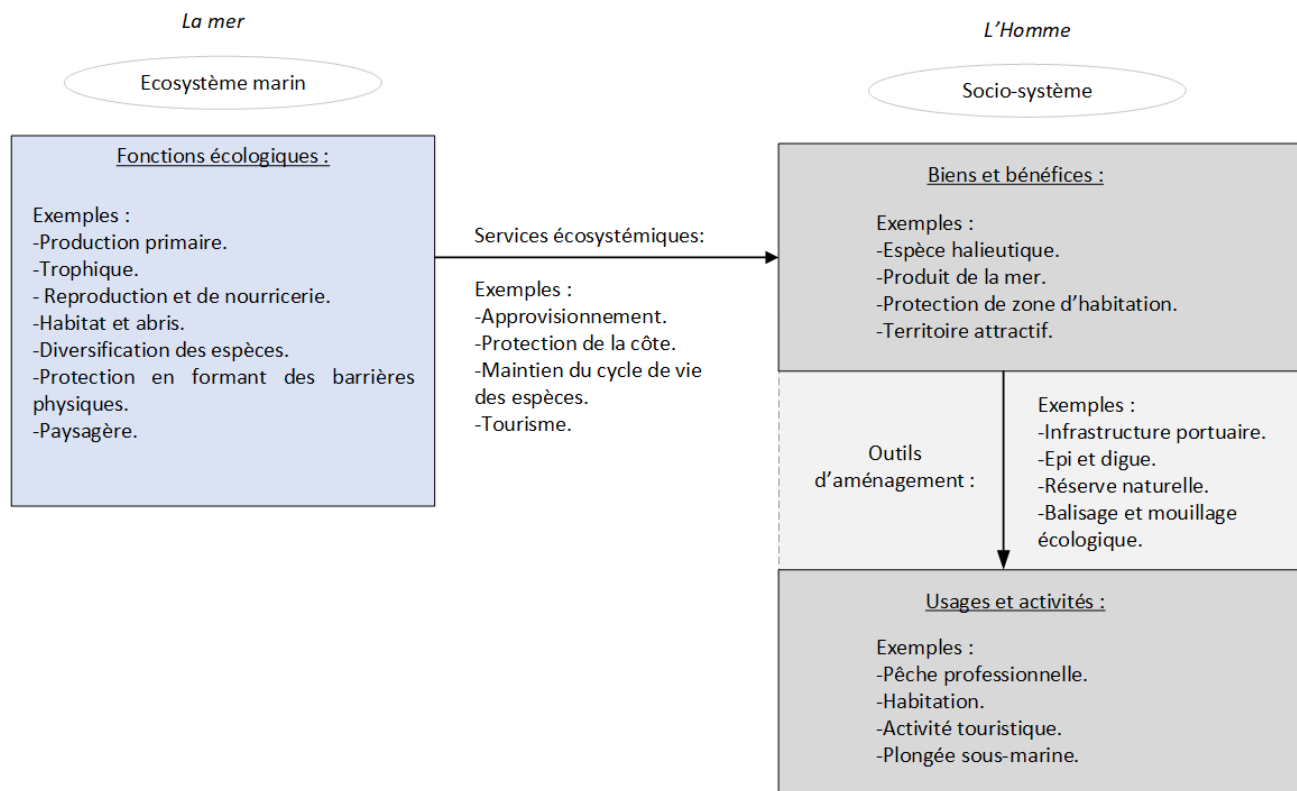 La mer
Ecosystème marin
Fonctions écologiques :
Exemples :
-Production primaire.
-Trophique.
- Reproduction et de nourricerie.
-Habitat et abris.
-Diversification des espèces.
-Protection en formant des barrières
physiques.
-Paysagère.
Services écosystémiques:
Exemples :
-Approvisionnement.
-Protection de la côte.
-Maintien du cycle de vie
des espèces.
-Tourisme.
L'Homme
Socio-système
Biens et bénéfices :
Exemples :
-Espèce halieutique.
-Produit de la mer.
-Protection de zone d'habitation.
-Territoire attractif.
Outils
d'aménagement :
Exemples :
-Infrastructure portuaire.
-Epi et digue.
-Réserve naturelle.
-Balisage et mouillage
écologique.
Usages et activités :
Exemples :
-Pêche professionnelle.
-Habitation.
-Activité touristique.
-Plongée sous-marine.